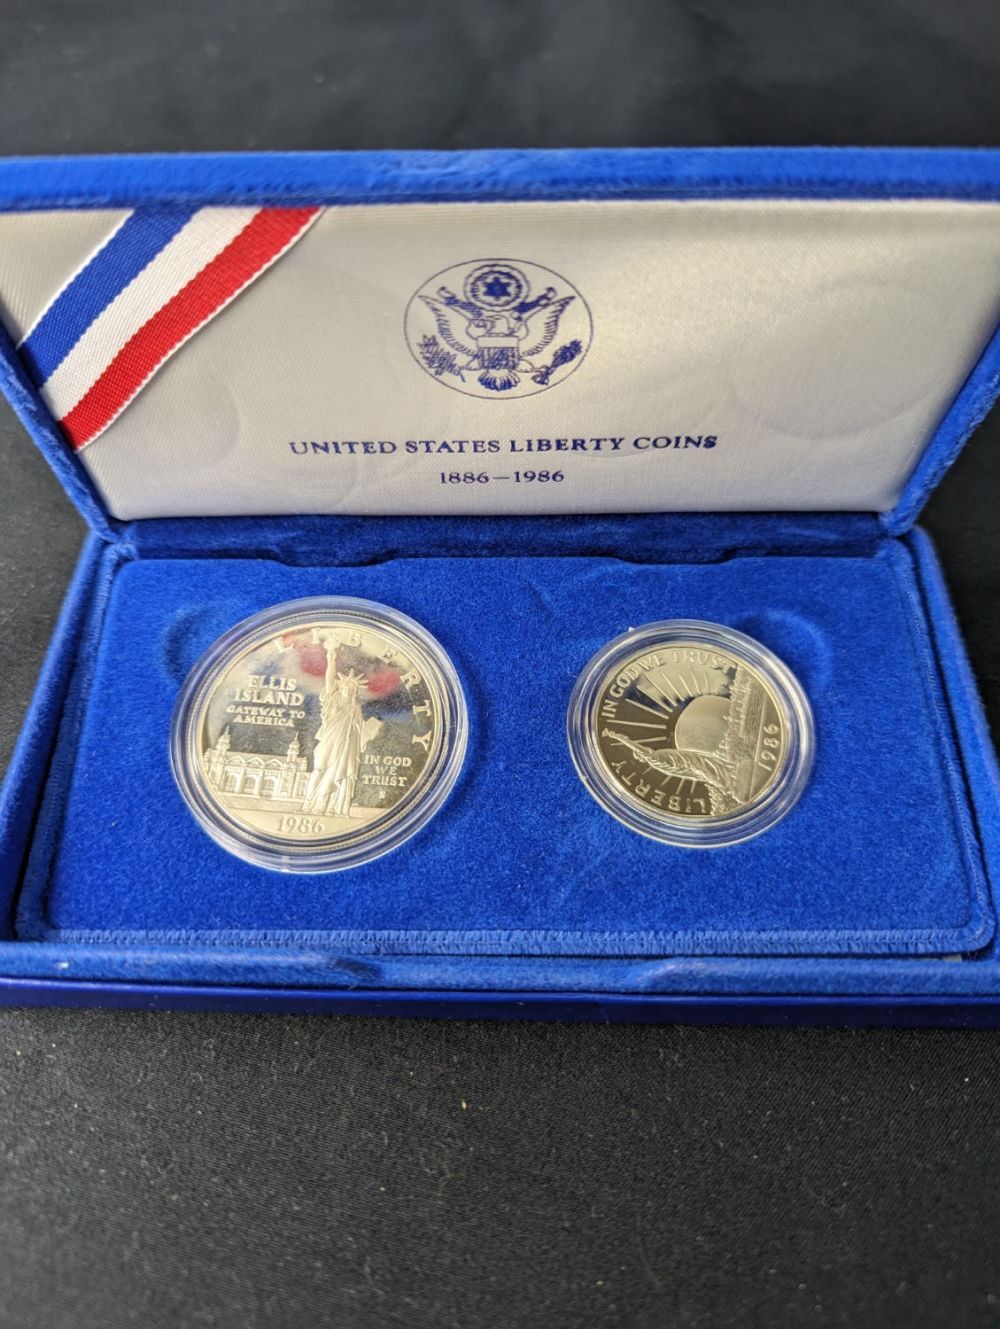 UNITED STATES LIBERTY COINS
1886–1986
LIBERTY
ELLIS
ISLAND
GATEWAY TO
AMERICA
IN GOD
WE
TRUST
S
1986
IN GOD WE TRUST
LIBERTY
1986